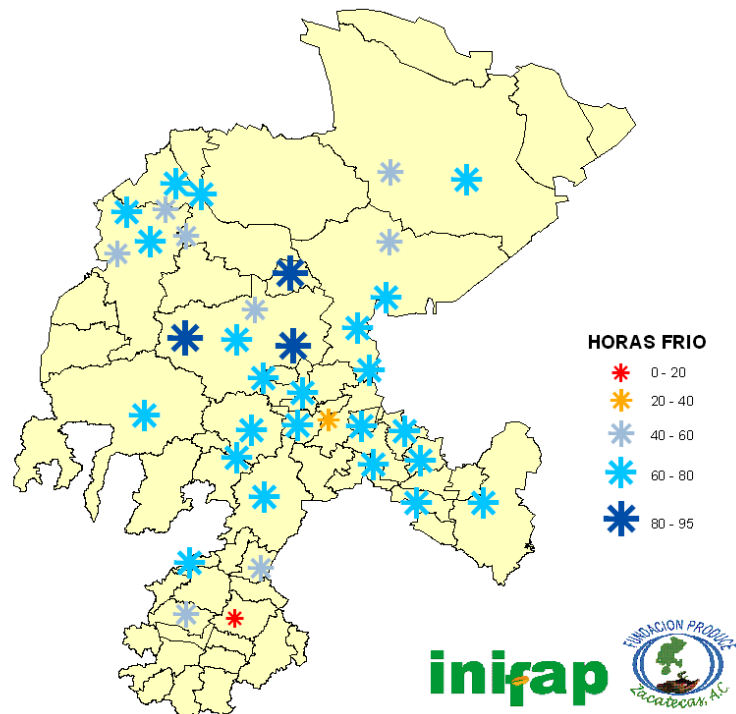 HORAS FRIO
0 - 20
20 - 40
40 - 60
60 - 80
80 - 95
inifap
FUNDACION PRODUCE
Zacatecas, A.C.